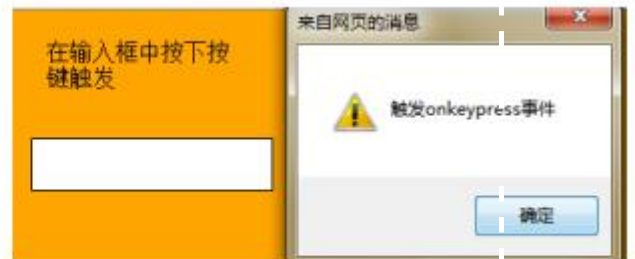 在输入框中按下按
键触发
来自网页的消息
触发onkeypress事件
确定